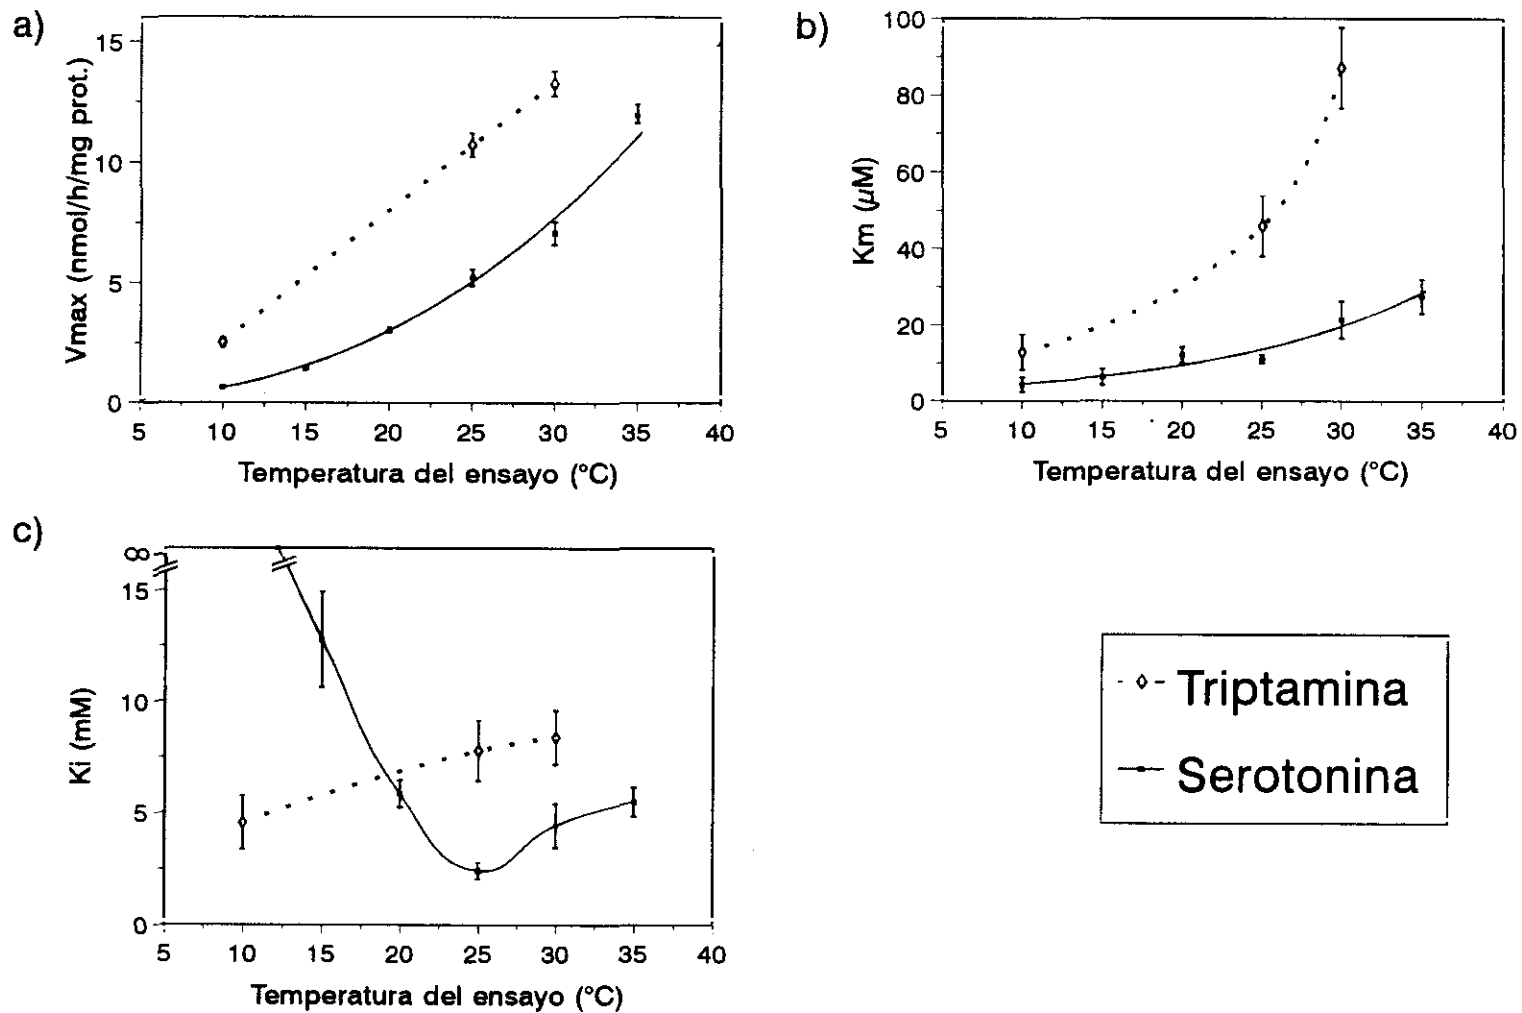 a)
Vmax (nmol/h/mg prot.)
15
10
5
0
5 10 15 20 25 30 35 40
Temperatura del ensayo (°C)
b)
Km (µM)
100
80
60
40
20
0
5 10 15 20 25 30 35 40
Temperatura del ensayo (°C)
c)
Ki (mM)
∞
15
10
5
0
5 10 15 20 25 30 35 40
Temperatura del ensayo (°C)
Triptamina
Serotonina